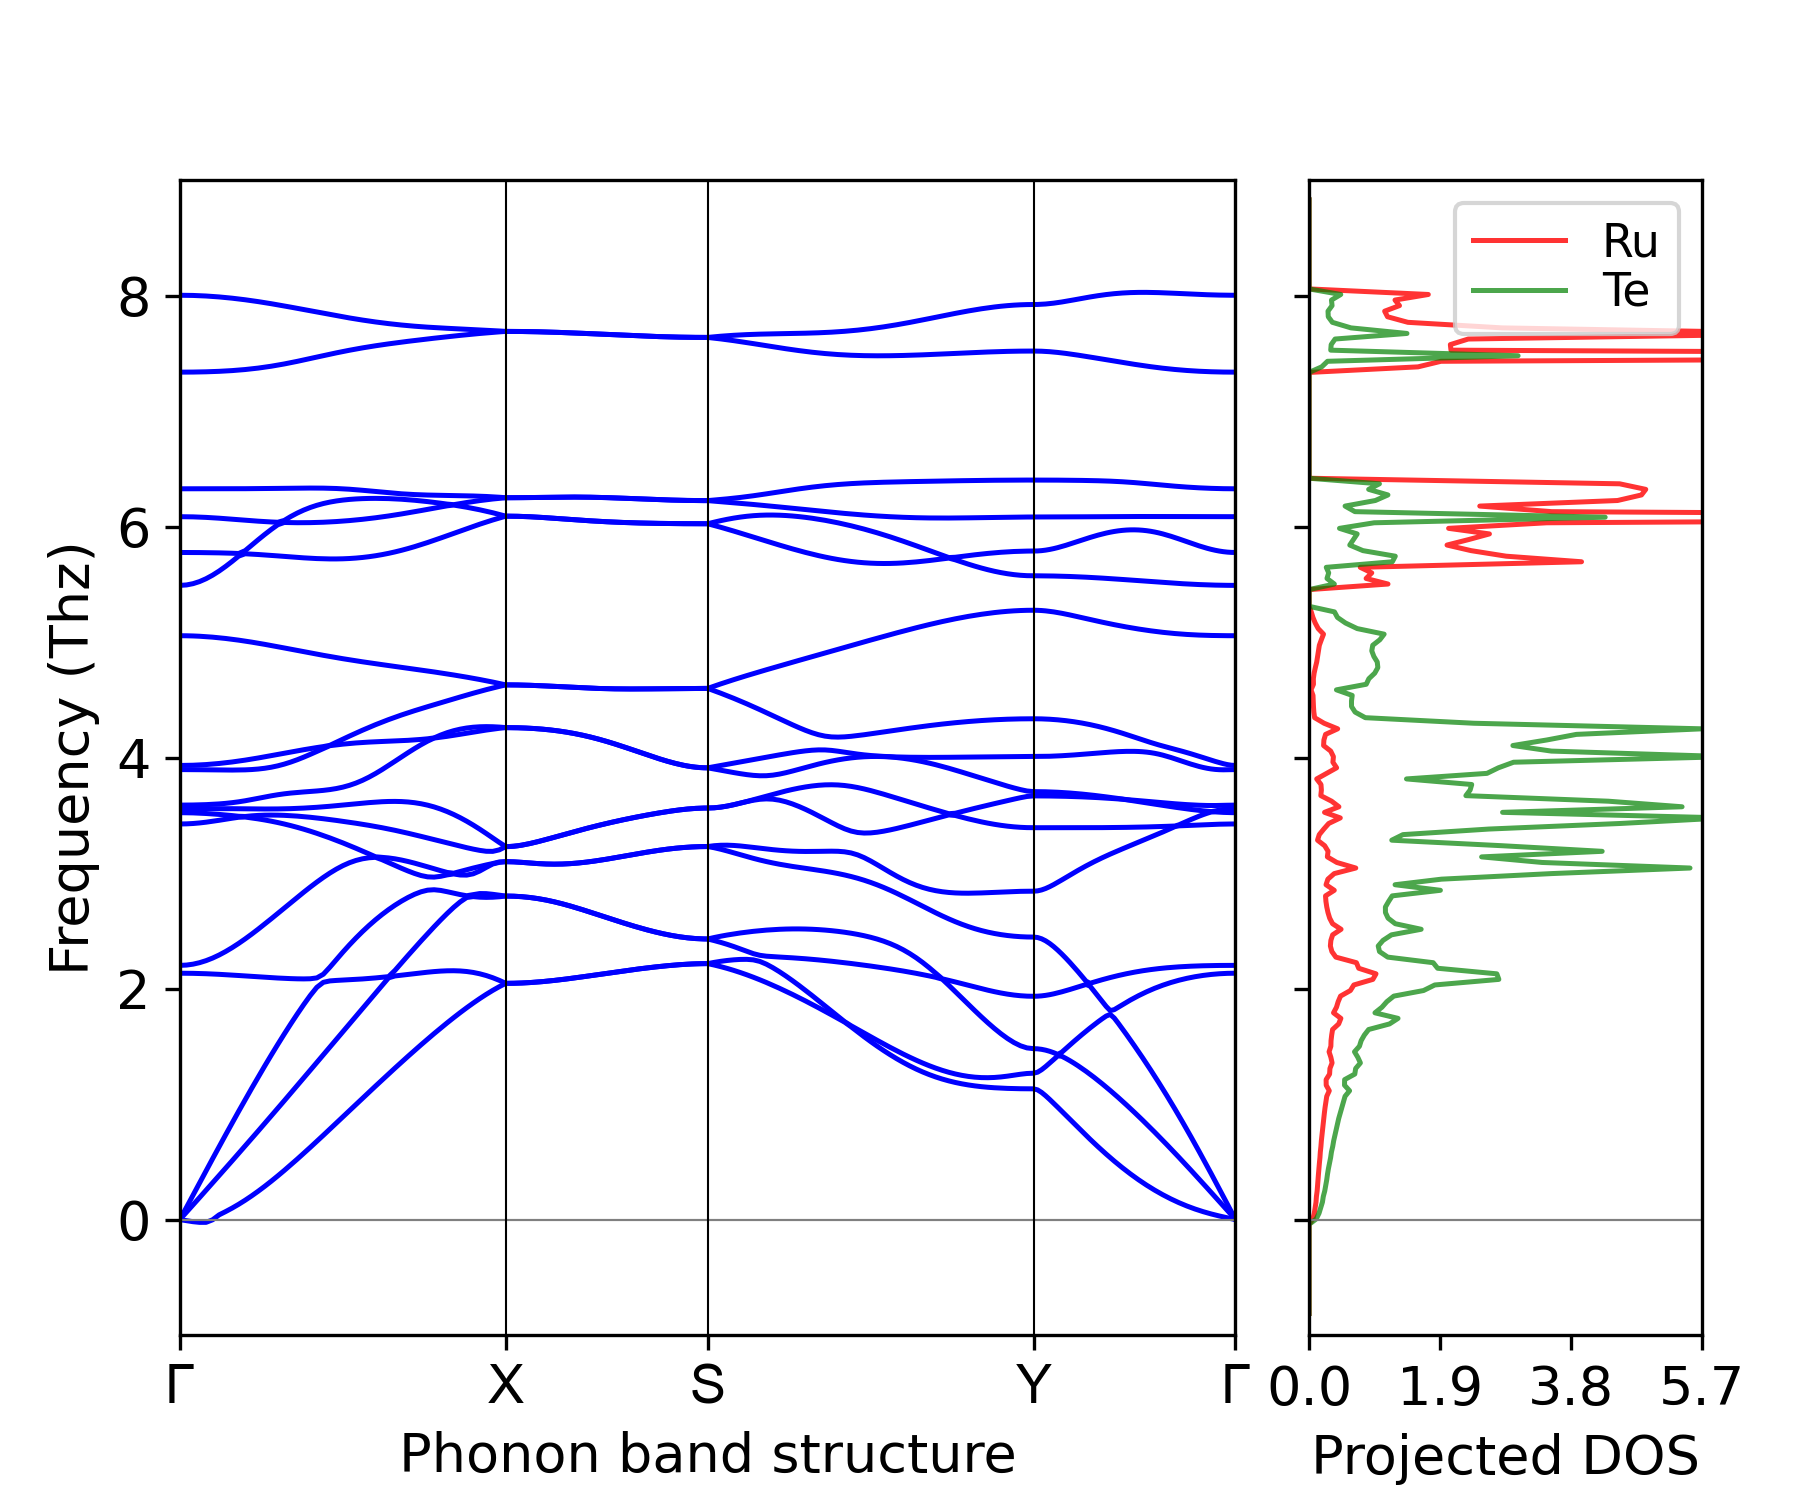 Ru
Te
8
6
4
2
0
Frequency (Thz)
Γ X S Y Γ
0.0 1.9 3.8 5.7
Phonon band structure
Projected DOS